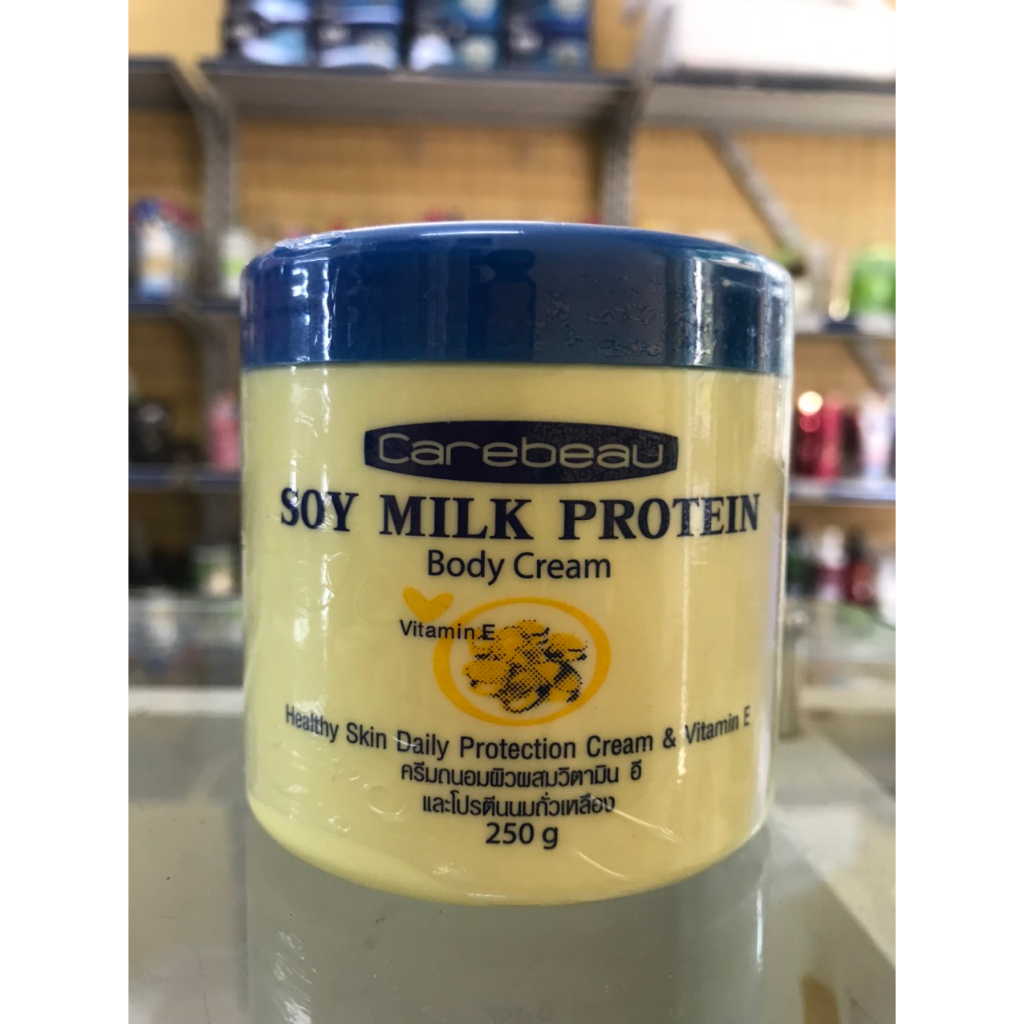 Carebeau
SOY MILK PROTEIN
Body Cream
Vitamin E
Healthy Skin Daily Protection Cream & Vitamin E
ครีมถนอมผิวผสมวิตามิน อี
และโปรตีนนมถั่วเหลือง
250 g